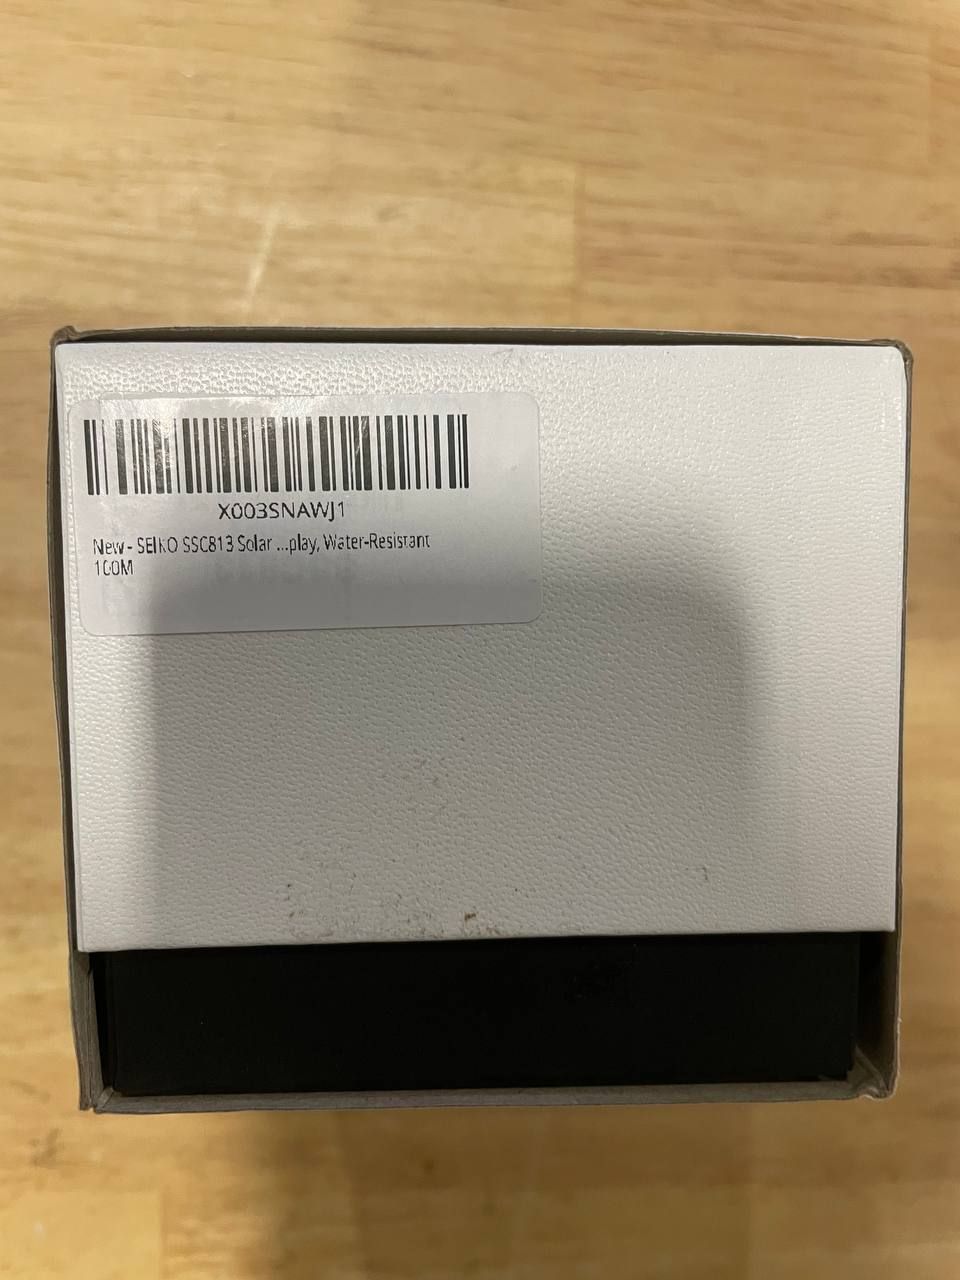 X003SNAWJ1
New - SEIKO SSC813 Solar ...play, Water-Resistant
100M